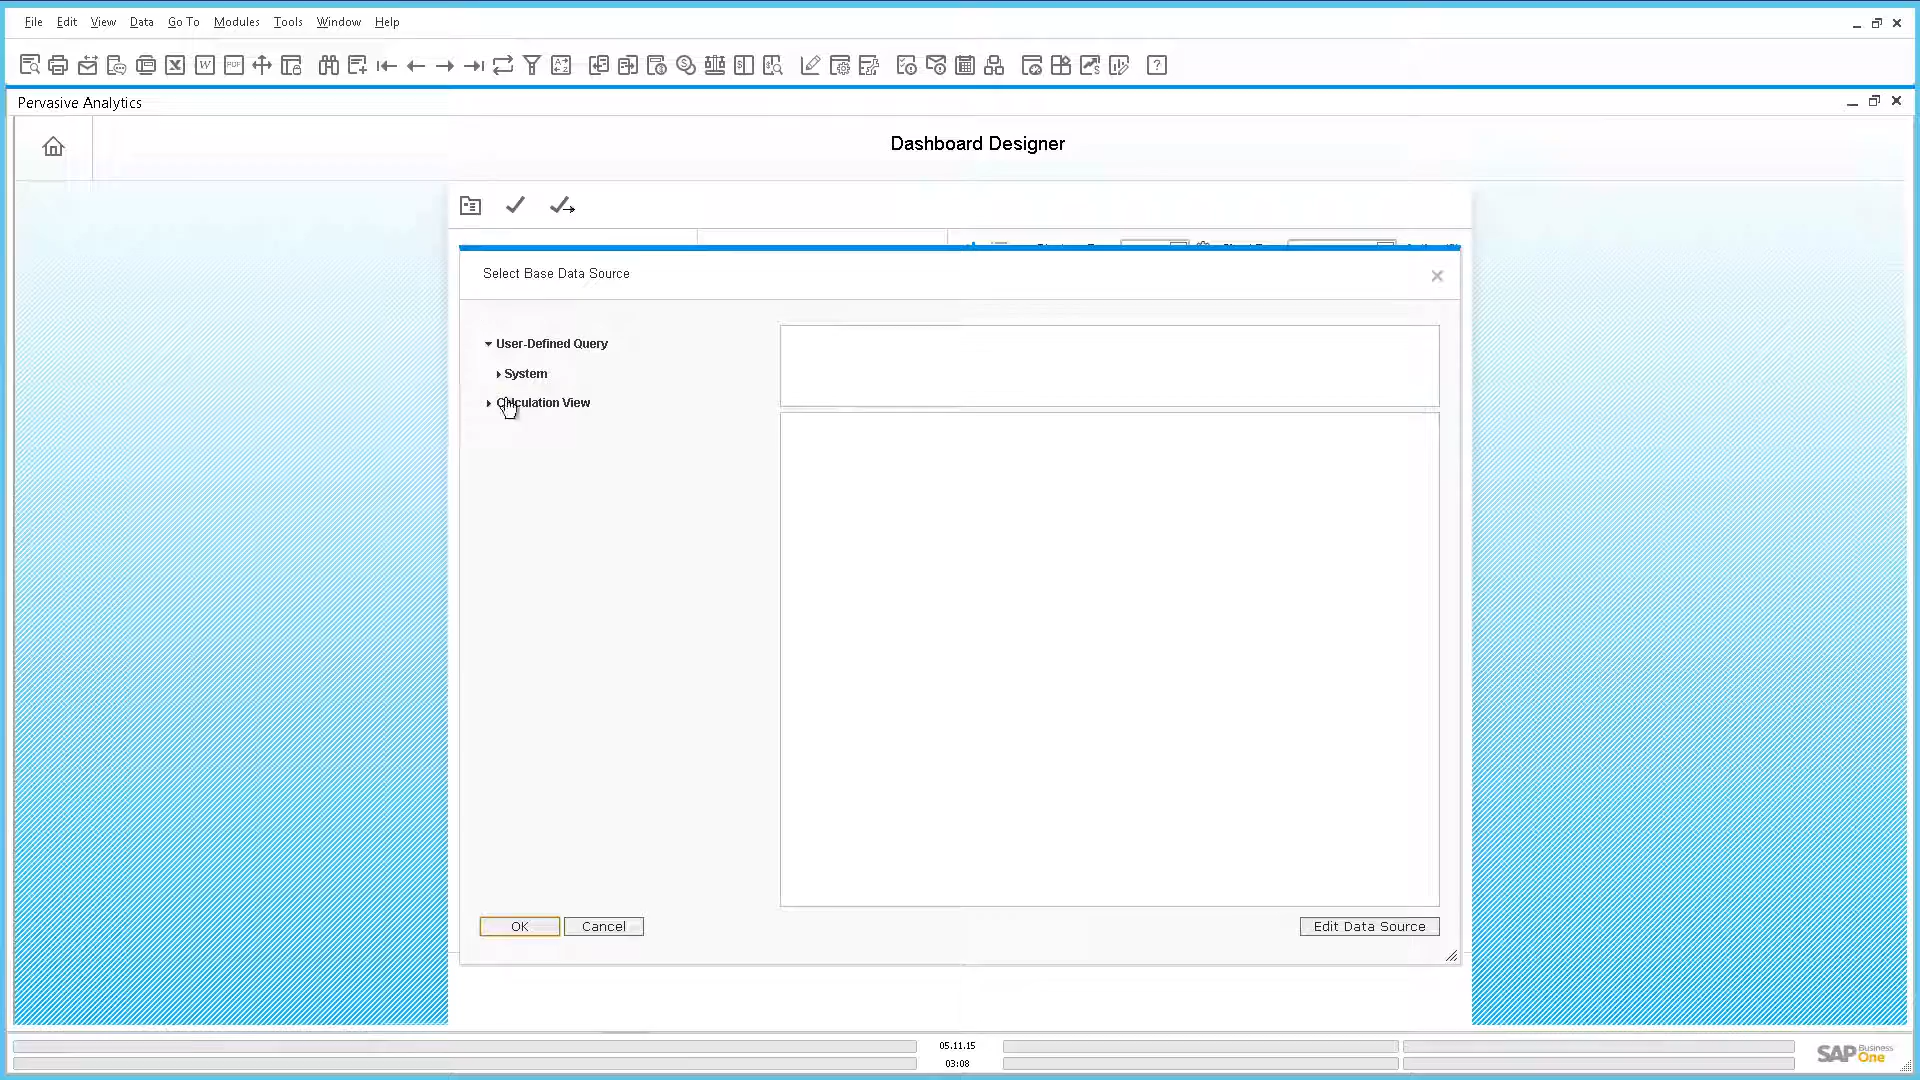 File Edit View Data Go To Modules Tools Window Help
Pervasive Analytics
Dashboard Designer
Select Base Data Source
User-Defined Query
System
Calculation View
OK Cancel Edit Data Source
05.11.15
03:08
SAP Business One